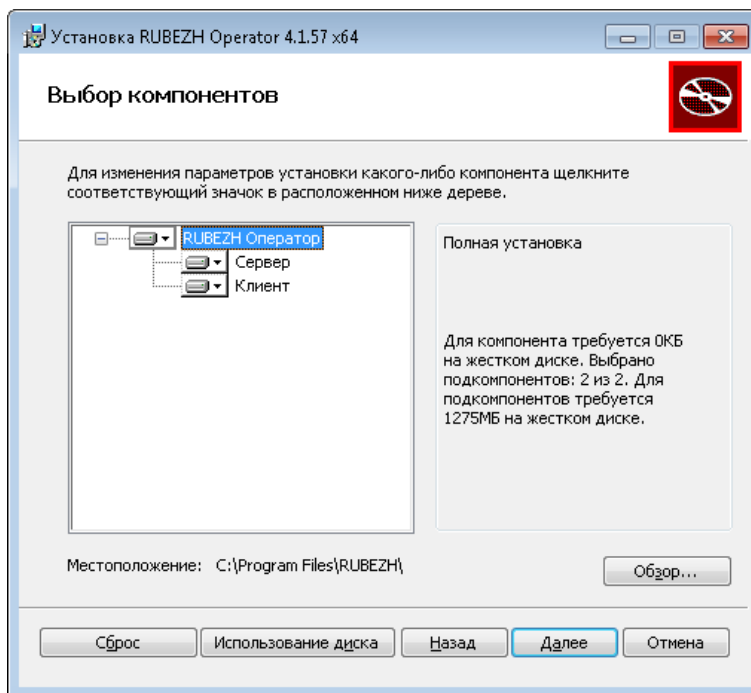 Установка RUBEZH Operator 4.1.57 x64
Выбор компонентов
Для изменения параметров установки какого-либо компонента щелкните
соответствующий значок в расположенном ниже дереве.
RUBEZH Оператор
Сервер
Клиент
Полная установка
Для компонента требуется 0КБ
на жестком диске. Выбрано
подкомпонентов: 2 из 2. Для
подкомпонентов требуется
1275МБ на жестком диске.
Местоположение: C:\Program Files\RUBEZH\
Обзор...
Сброс Использование диска Назад Далее Отмена